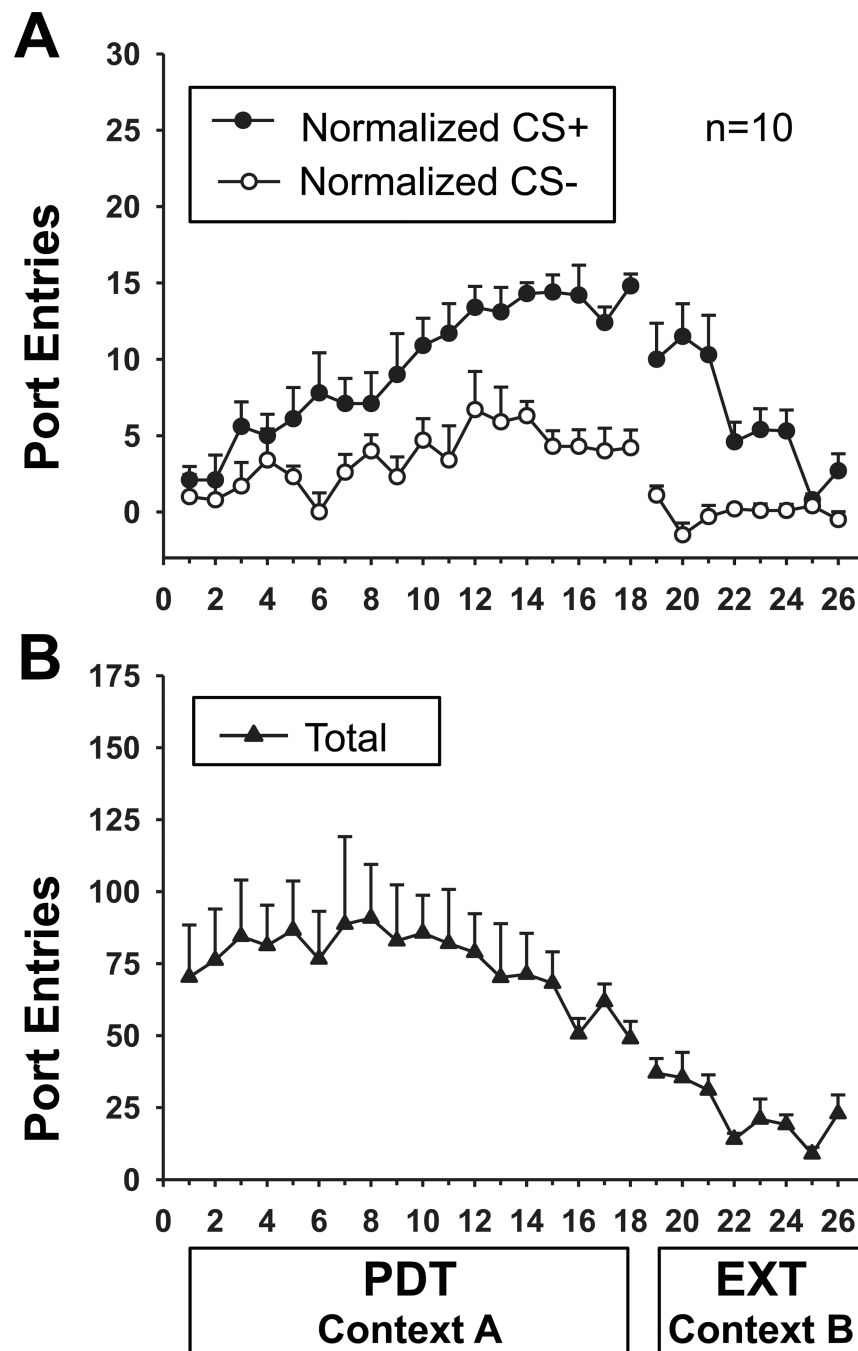 A
30
25
20
15
10
5
0
Port Entries
Normalized CS+
Normalized CS-
n=10
0 2 4 6 8 10 12 14 16 18 20 22 24 26
B
175
150
125
100
75
50
25
0
Port Entries
Total
0 2 4 6 8 10 12 14 16 18 20 22 24 26
PDT EXT
Context A Context B